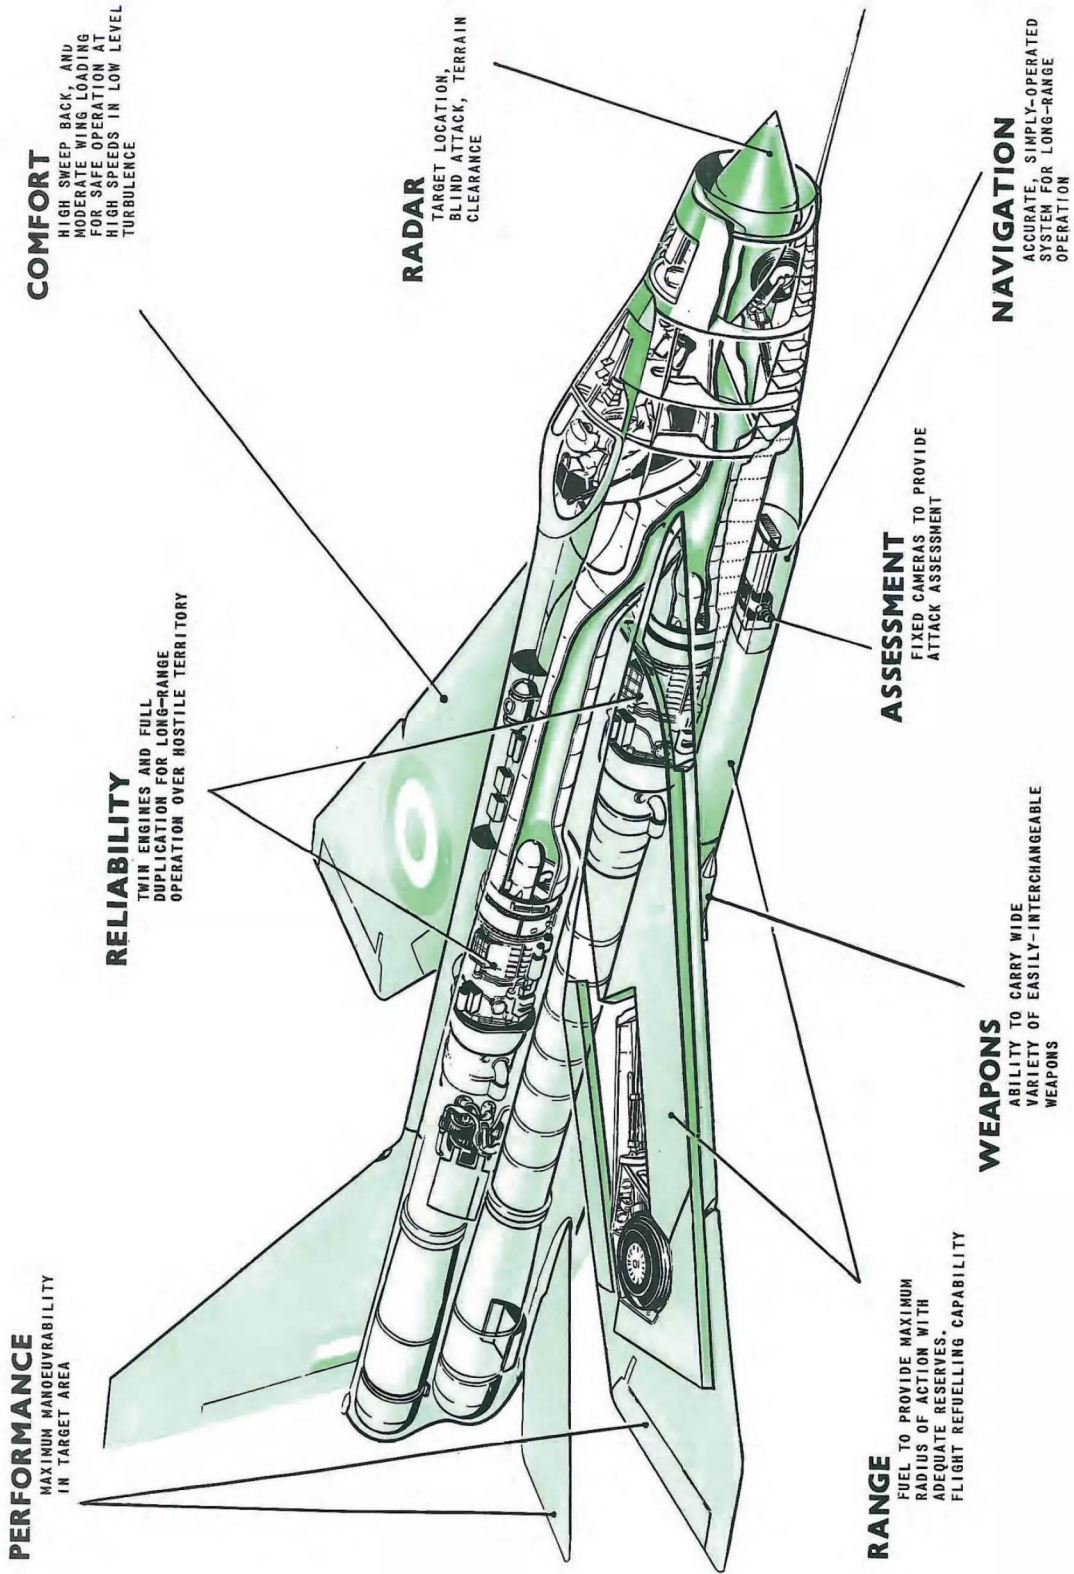 PERFORMANCE
MAXIMUM MANOEUVRABILITY
IN TARGET AREA
RELIABILITY
TWIN ENGINES AND FULL
DUPLICATION FOR LONG-RANGE
OPERATION OVER HOSTILE TERRITORY
COMFORT
HIGH SWEEP BACK, AND
MODERATE WING LOADING
FOR SAFE OPERATION AT
HIGH SPEEDS IN LOW LEVEL
TURBULENCE
RADAR
TARGET LOCATION,
BLIND ATTACK, TERRAIN
CLEARANCE
RANGE
FUEL TO PROVIDE MAXIMUM
RADIUS OF ACTION WITH
ADEQUATE RESERVES.
FLIGHT REFUELLING CAPABILITY
WEAPONS
ABILITY TO CARRY WIDE
VARIETY OF EASILY-INTERCHANGEABLE
WEAPONS
ASSESSMENT
FIXED CAMERAS TO PROVIDE
ATTACK ASSESSMENT
NAVIGATION
ACCURATE, SIMPLY-OPERATED
SYSTEM FOR LONG-RANGE
OPERATION